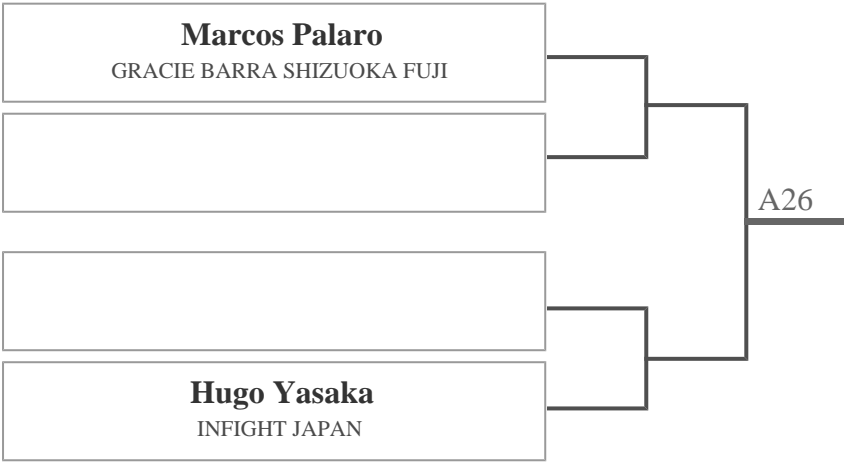 Marcos Palaro
GRACIE BARRA SHIZUOKA FUJI
A26
Hugo Yasaka
INFIGHT JAPAN